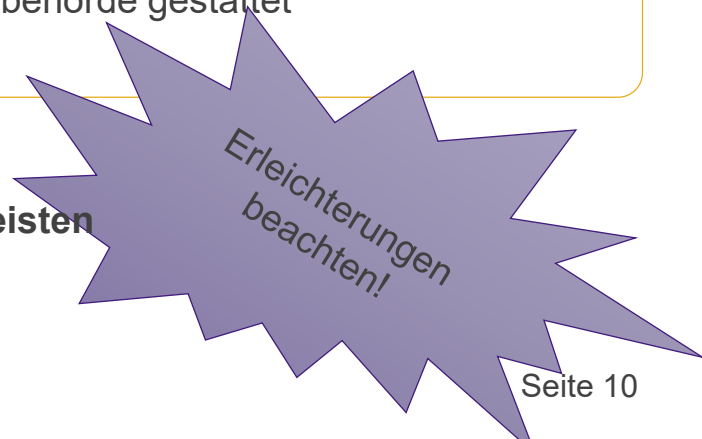 behörde gestattet
eisten
Erleichterungen
beachten!
Seite 10